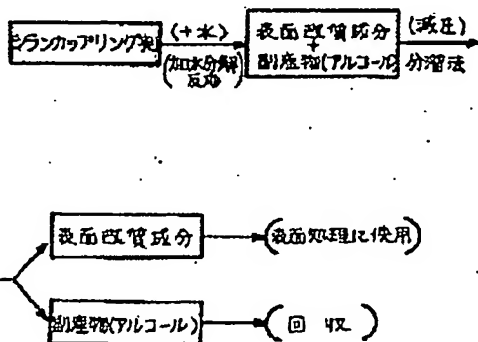 シランカップリング剤
(+水)
(加水分解
反応)
表面改質成分
+
副産物(アルコール)
(減圧)
分溜法
表面改質成分
(表面処理に使用)
副産物(アルコール)
(回収)